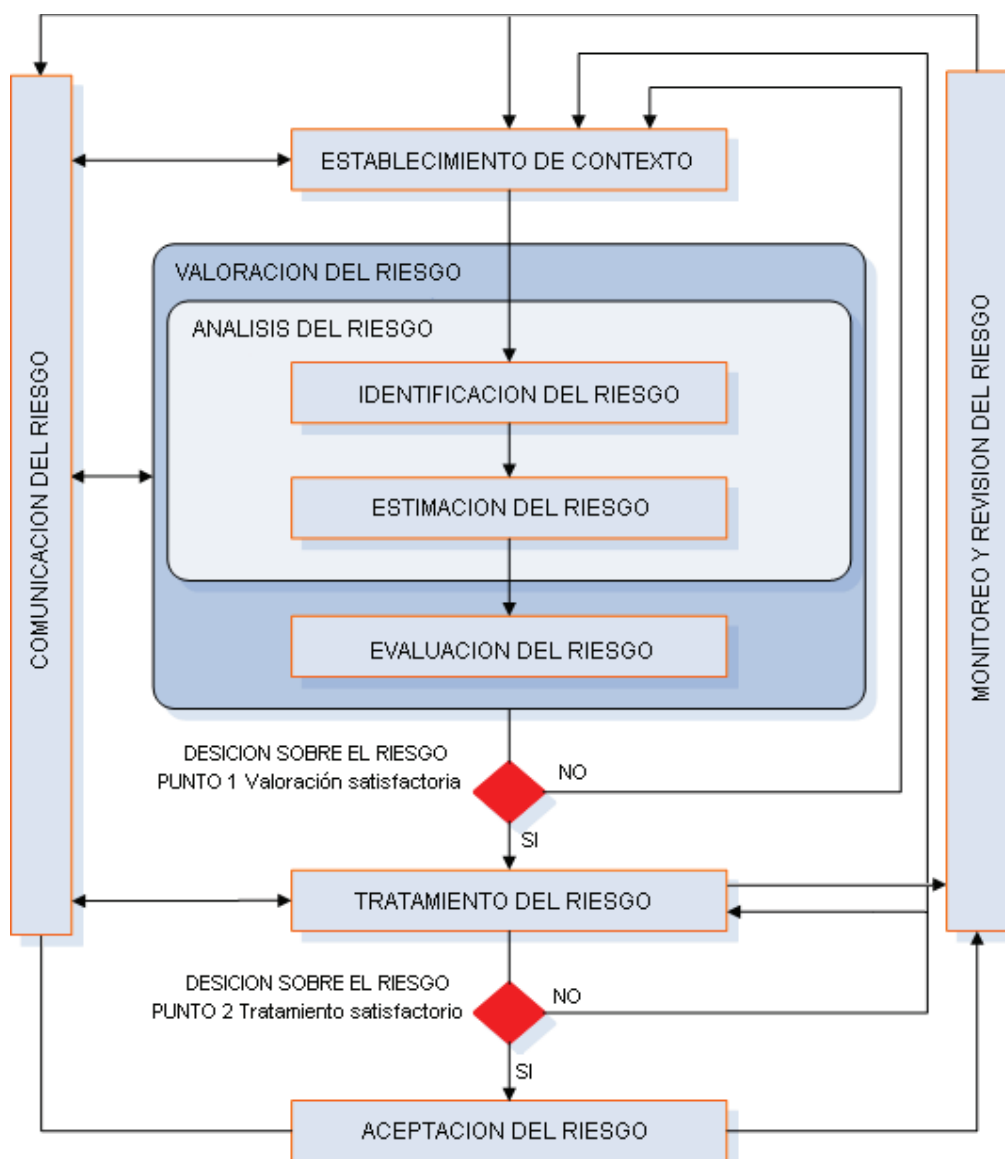 ESTABLECIMIENTO DE CONTEXTO
VALORACION DEL RIESGO
ANALISIS DEL RIESGO
IDENTIFICACION DEL RIESGO
ESTIMACION DEL RIESGO
EVALUACION DEL RIESGO
COMUNICACION DEL RIESGO
MONITOREO Y REVISION DEL RIESGO
DESICION SOBRE EL RIESGO
PUNTO 1 Valoración satisfactoria
NO
SI
TRATAMIENTO DEL RIESGO
DESICION SOBRE EL RIESGO
PUNTO 2 Tratamiento satisfactorio
NO
SI
ACEPTACION DEL RIESGO